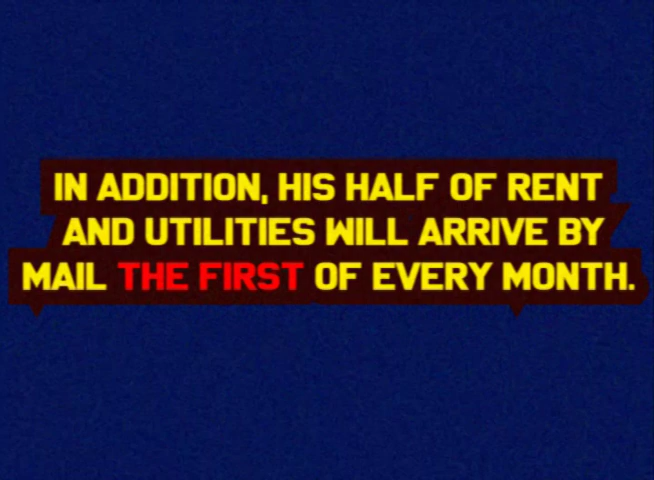 IN ADDITION, HIS HALF OF RENT
AND UTILITIES WILL ARRIVE BY
MAIL THE FIRST OF EVERY MONTH.